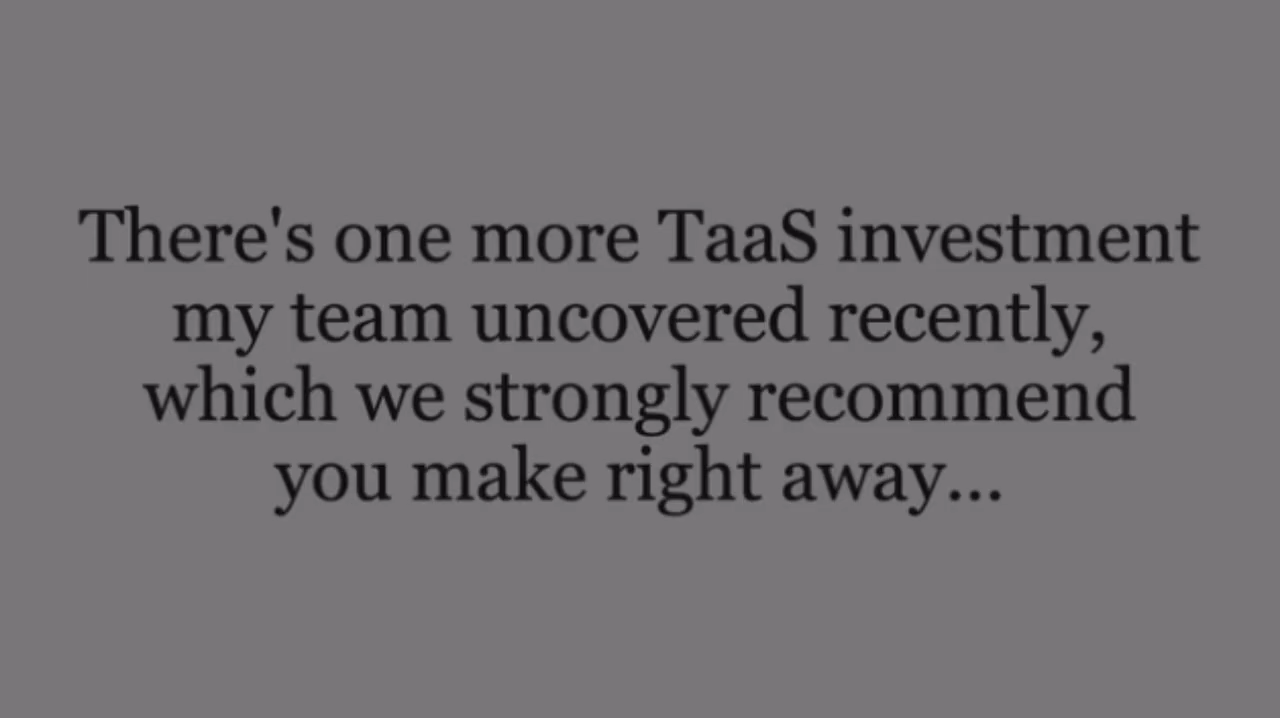 There's one more TaaS investment
my team uncovered recently,
which we strongly recommend
you make right away...